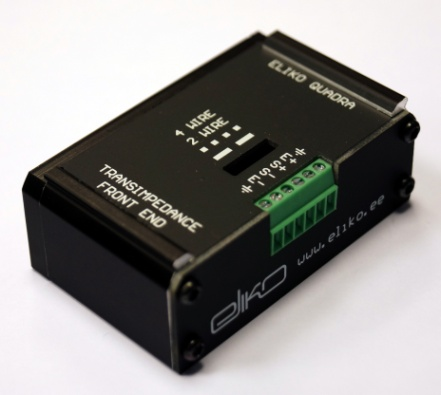 ELIKO QUADRA
4 WIRE
2 WIRE
E S S E
- - + +
TRANSIMPEDANCE
FRONT END
eliko
www.eliko.ee